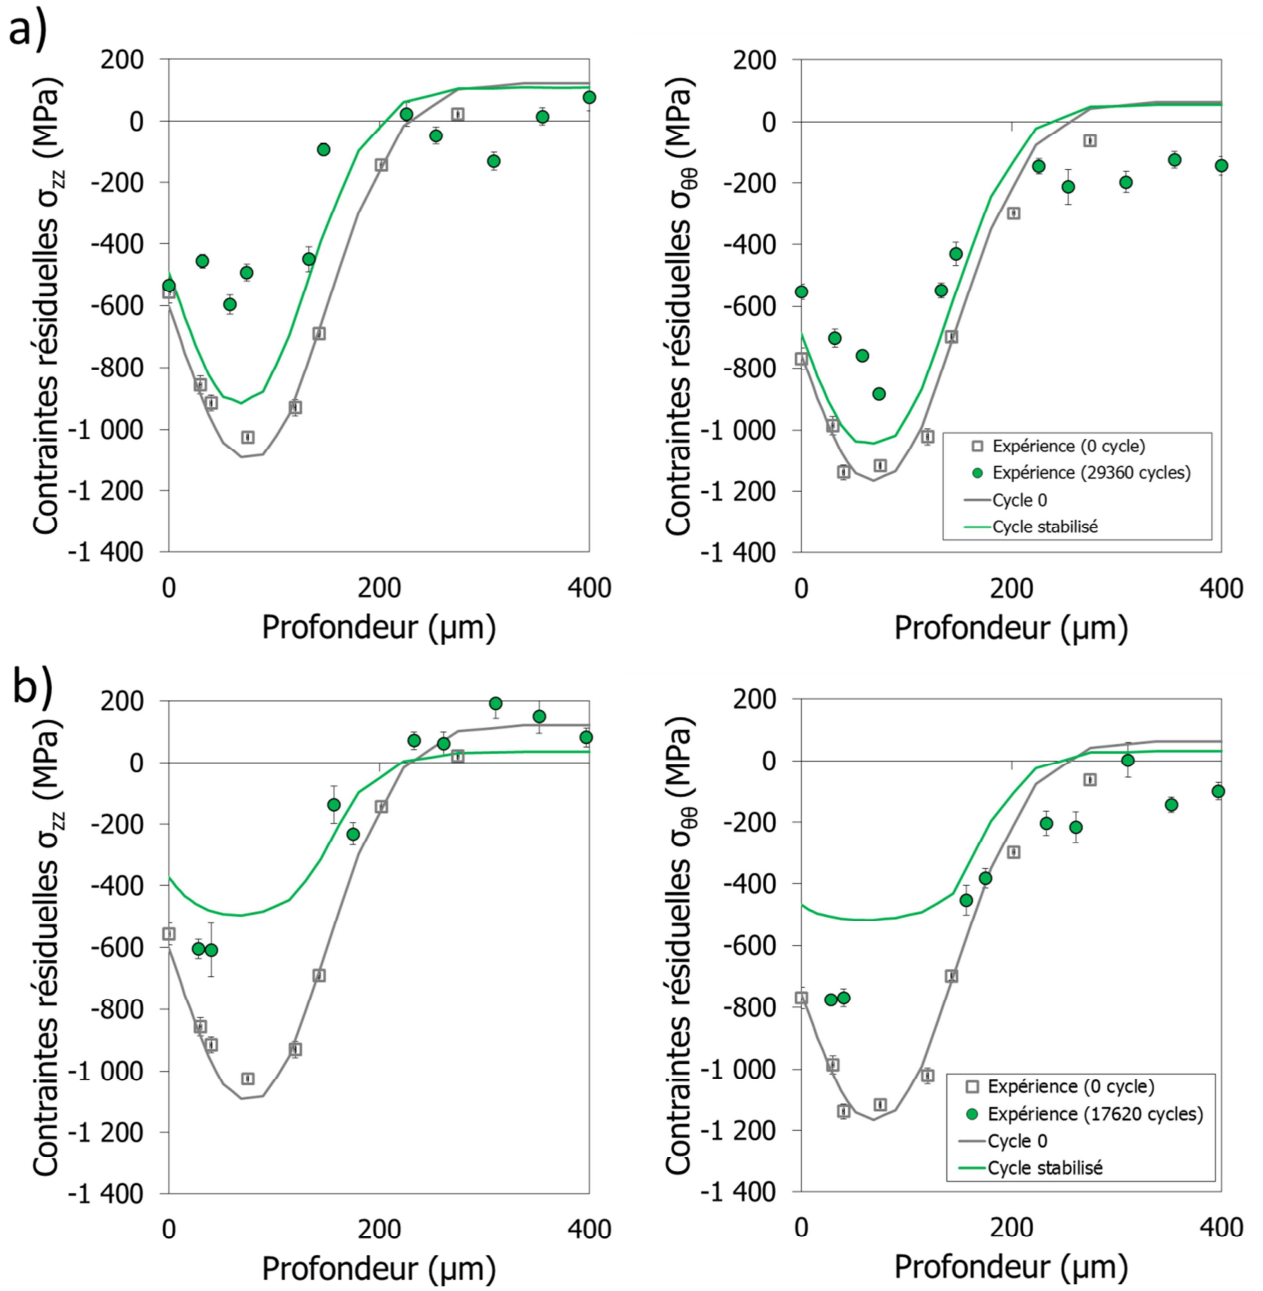 a)
200
0
-200
-400
-600
-800
-1 000
-1 200
-1 400
0
200
400
Contraintes résiduelles σzz (MPa)
Profondeur (µm)
200
0
-200
-400
-600
-800
-1 000
-1 200
-1 400
0
200
400
Contraintes résiduelles σθθ (MPa)
Profondeur (µm)
Expérience (0 cycle)
Expérience (29360 cycles)
Cycle 0
Cycle stabilisé
b)
200
0
-200
-400
-600
-800
-1 000
-1 200
-1 400
0
200
400
Contraintes résiduelles σzz (MPa)
Profondeur (µm)
200
0
-200
-400
-600
-800
-1 000
-1 200
-1 400
0
200
400
Contraintes résiduelles σθθ (MPa)
Profondeur (µm)
Expérience (0 cycle)
Expérience (17620 cycles)
Cycle 0
Cycle stabilisé